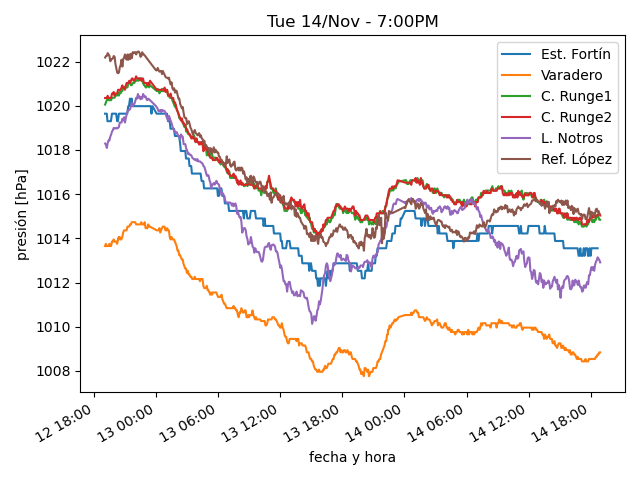 Tue 14/Nov - 7:00PM
Est. Fortín
Varadero
C. Runge1
C. Runge2
L. Notros
Ref. López
presión [hPa]
1022
1020
1018
1016
1014
1012
1010
1008
12 18:00
13 00:00
13 06:00
13 12:00
13 18:00
14 00:00
14 06:00
14 12:00
14 18:00
fecha y hora